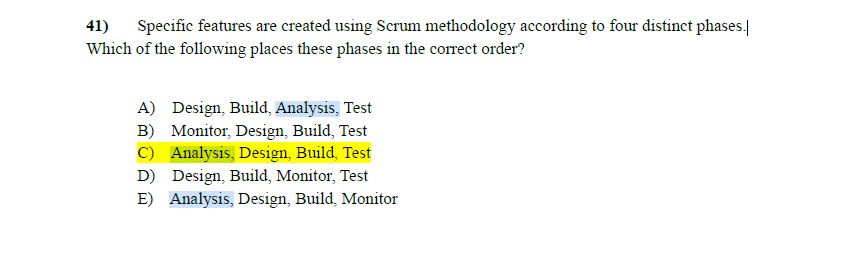 41) Specific features are created using Scrum methodology according to four distinct phases.
Which of the following places these phases in the correct order?
A) Design, Build, Analysis, Test
B) Monitor, Design, Build, Test
C) Analysis, Design, Build, Test
D) Design, Build, Monitor, Test
E) Analysis, Design, Build, Monitor